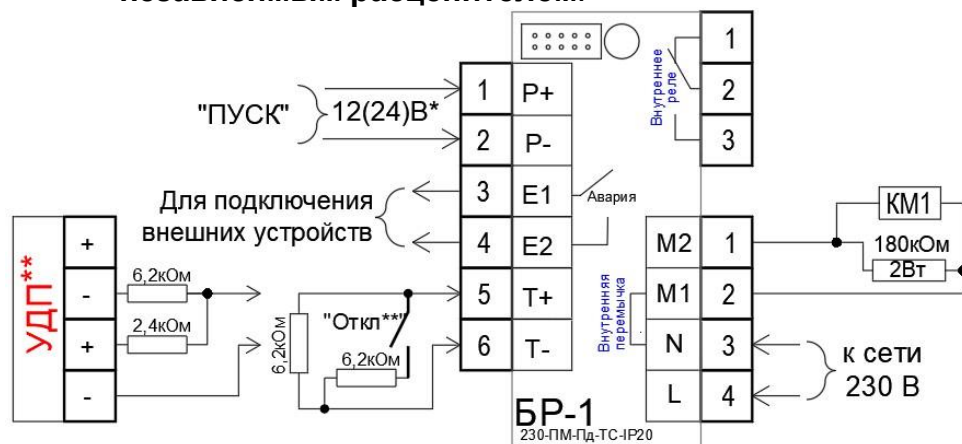 независимым расцепителем
"ПУСК"
12(24)В*
1 P+
2 P-
3 E1
4 E2
5 T+
6 T-
Авария
Внутреннее
реле
1
2
3
Для подключения
внешних устройств
УДП**
+
-
+
-
6,2кОм
2,4кОм
6,2кОм
"Откл**"
6,2кОм
Внутренняя
перемычка
M2 1
M1 2
N 3
L 4
КМ1
180кОм
2Вт
к сети
230 В
БР-1
230-ПМ-Пд-ТС-IP20